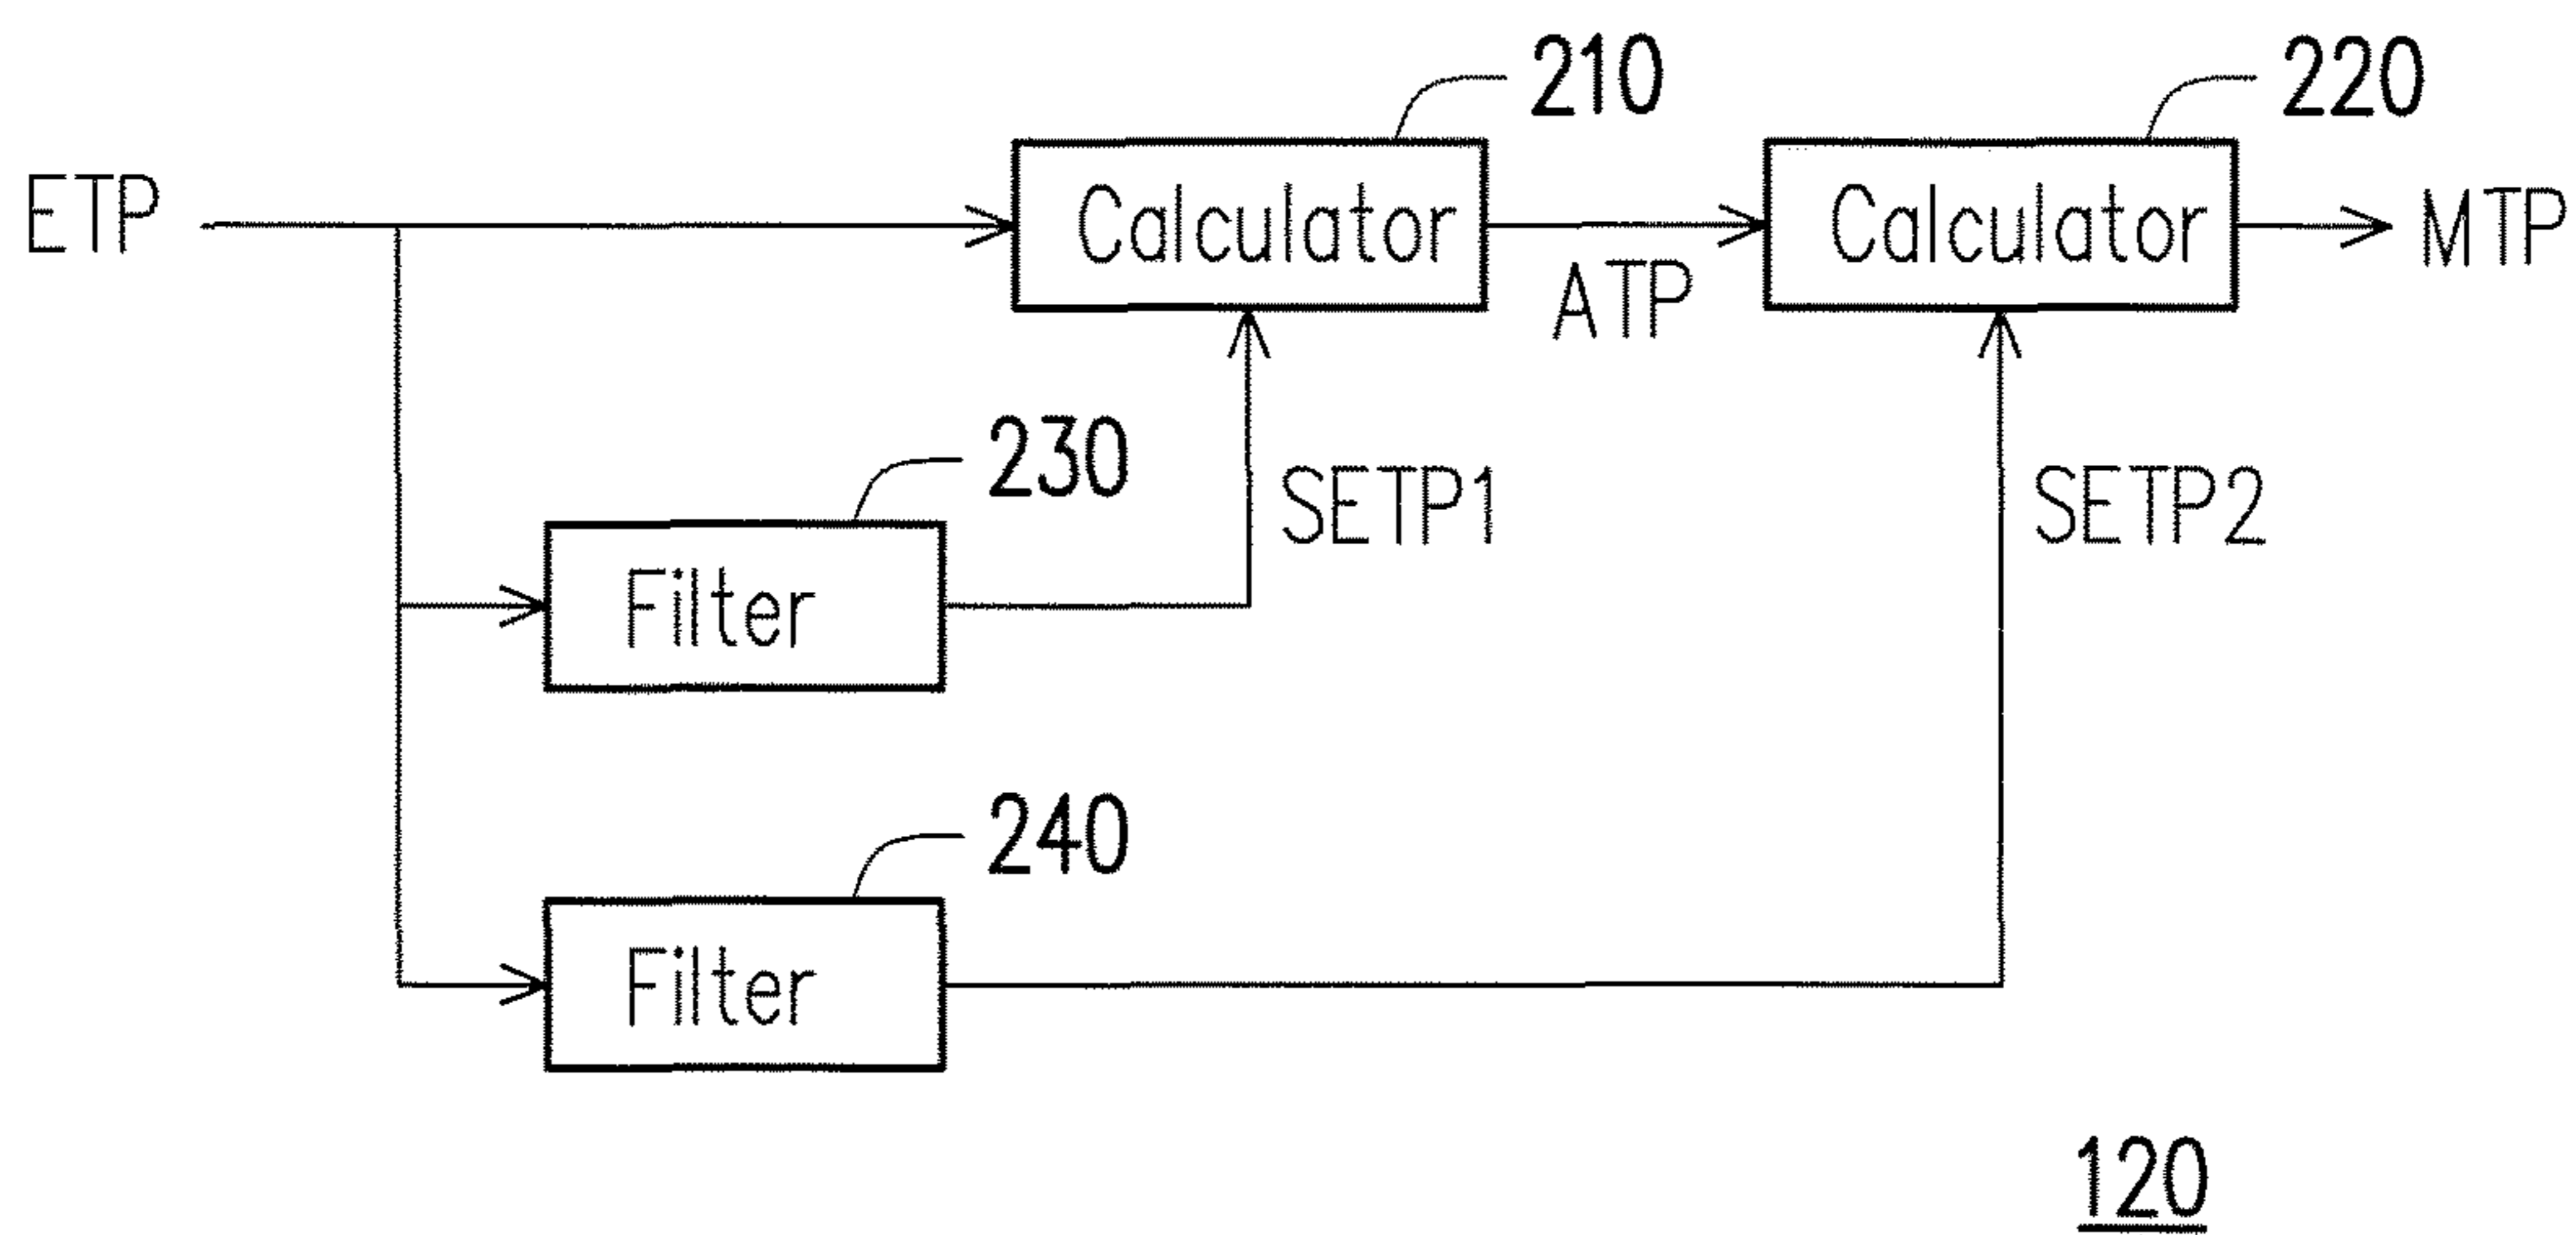 210
220
ETP
Calculator
Calculator
MTP
ATP
230
SETP1
SETP2
Filter
240
Filter
120